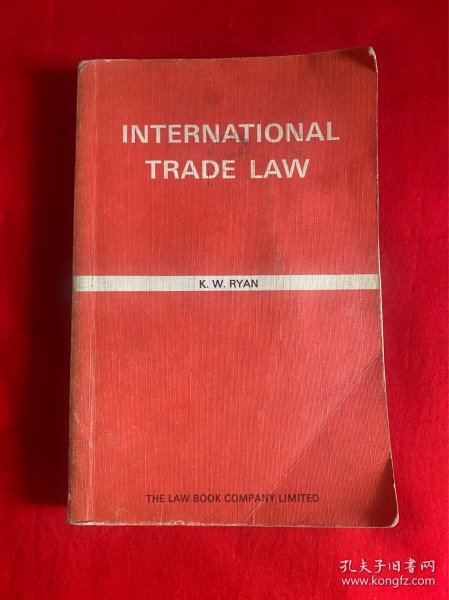 INTERNATIONAL
TRADE LAW
K. W. RYAN
THE LAW BOOK COMPANY LIMITED
孔夫子旧书网
www.kongfz.com